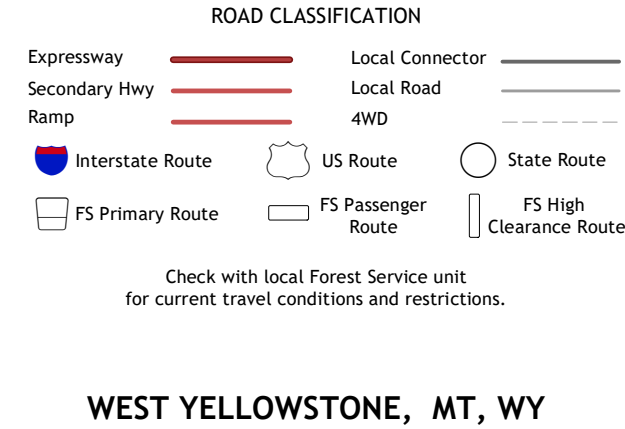 ROAD CLASSIFICATION
Expressway
Local Connector
Secondary Hwy
Local Road
Ramp
4WD
Interstate Route
US Route
State Route
FS Primary Route
FS Passenger
Route
FS High
Clearance Route
Check with local Forest Service unit
for current travel conditions and restrictions.
WEST YELLOWSTONE, MT, WY